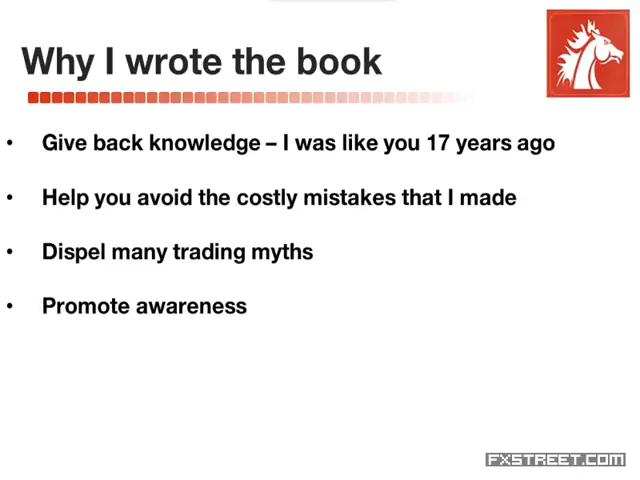 Why I wrote the book
• Give back knowledge – I was like you 17 years ago
• Help you avoid the costly mistakes that I made
• Dispel many trading myths
• Promote awareness
FXSTREET.COM